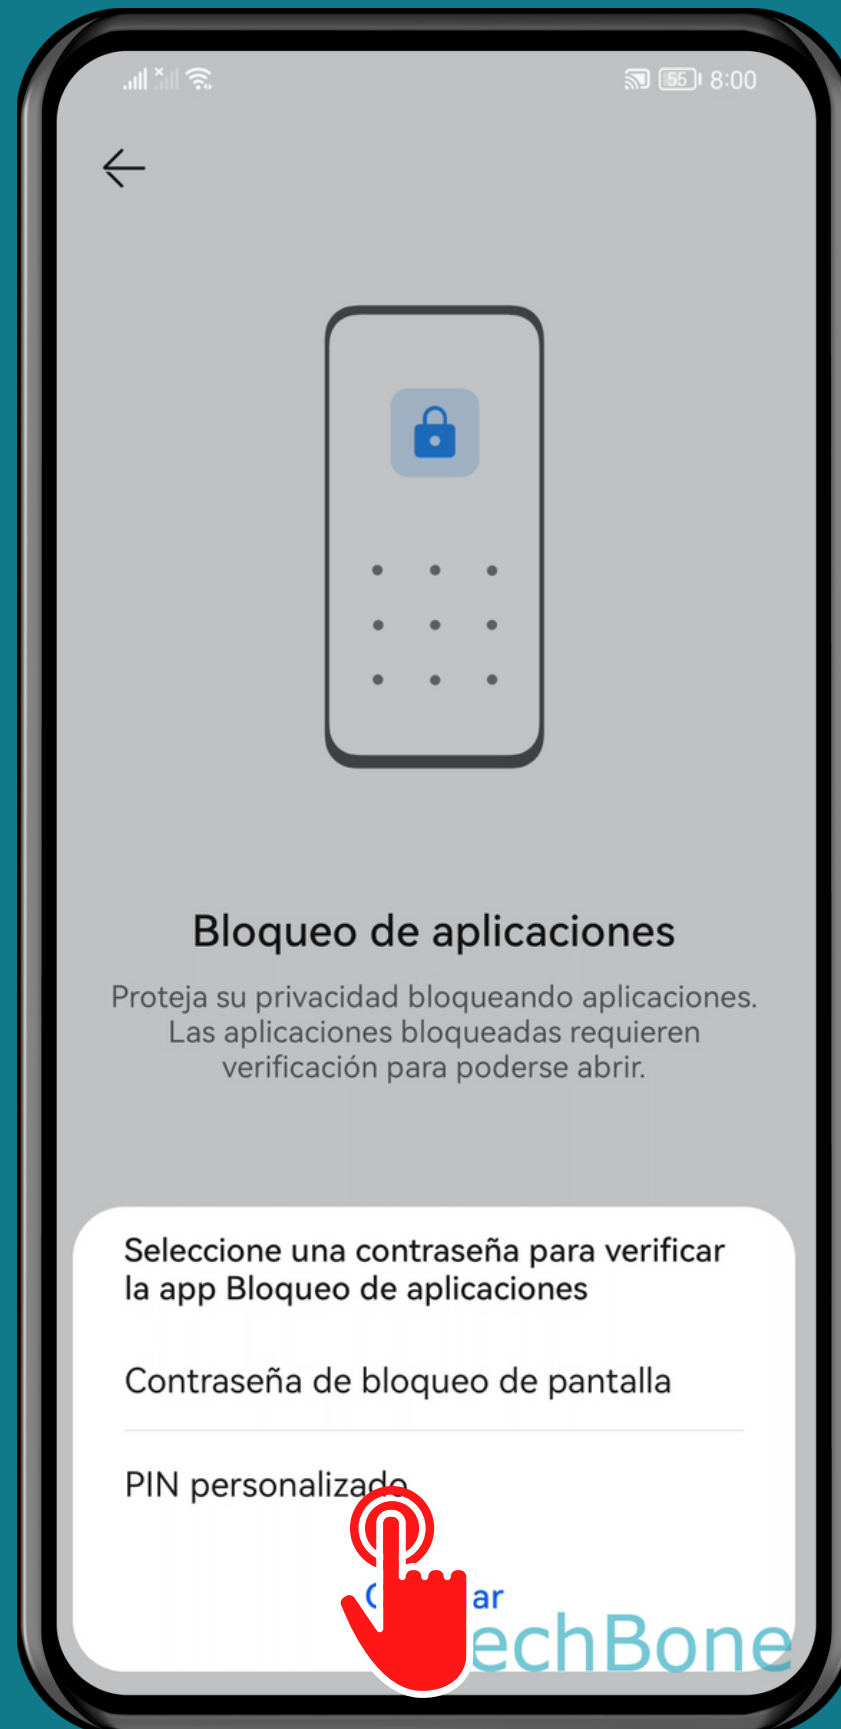 55 8:00
Bloqueo de aplicaciones
Proteja su privacidad bloqueando aplicaciones.
Las aplicaciones bloqueadas requieren
verificación para poderse abrir.
Seleccione una contraseña para verificar
la app Bloqueo de aplicaciones
Contraseña de bloqueo de pantalla
PIN personalizado
echBone